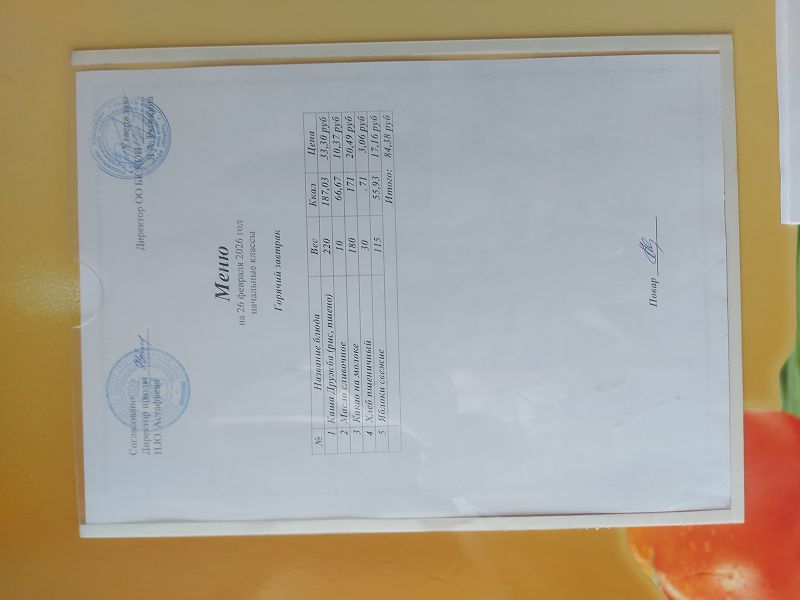 Согласовано
Директор школы
Н.Ю. Астафьева
Утверждаю
Директор ОО
Меню
на 26 февраля 2026 год
начальные классы
Горячий завтрак
№ Название блюда Вес Ккал Цена
1 Каша Дружба (рис, пшено) 220 187,03 33,30 руб
2 Масло сливочное 10 66,67 10,37 руб
3 Какао на молоке 180 171 20,49 руб
4 Хлеб пшеничный 30 71 3,06 руб
5 Яблоки свежие 115 55,93 17,16 руб
Итого: 84,38 руб
Повар